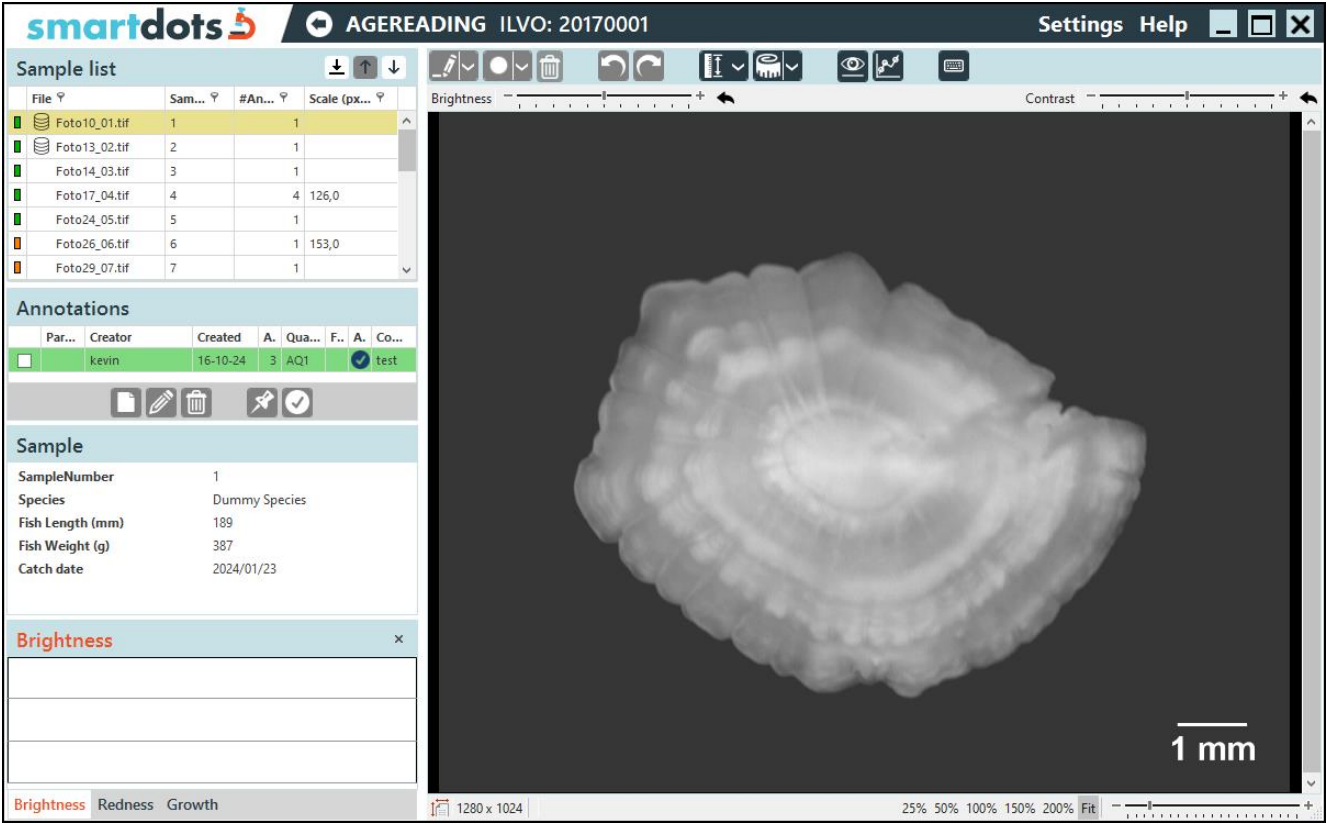 smartdots AGEREADING ILVO: 20170001 Settings Help
Sample list
File Sam... #An... Scale (px...
Foto10_01.tif 1 1
Foto13_02.tif 2 1
Foto14_03.tif 3 1
Foto17_04.tif 4 4 126,0
Foto24_05.tif 5 1
Foto26_06.tif 6 1 153,0
Foto29_07.tif 7 1
Annotations
Par... Creator Created A. Qua... F.. A. Co...
kevin 16-10-24 3 AQ1 test
Sample
SampleNumber 1
Species Dummy Species
Fish Length (mm) 189
Fish Weight (g) 387
Catch date 2024/01/23
Brightness
Brightness Redness Growth
Brightness Contrast
1 mm
1280 x 1024 25% 50% 100% 150% 200% Fit